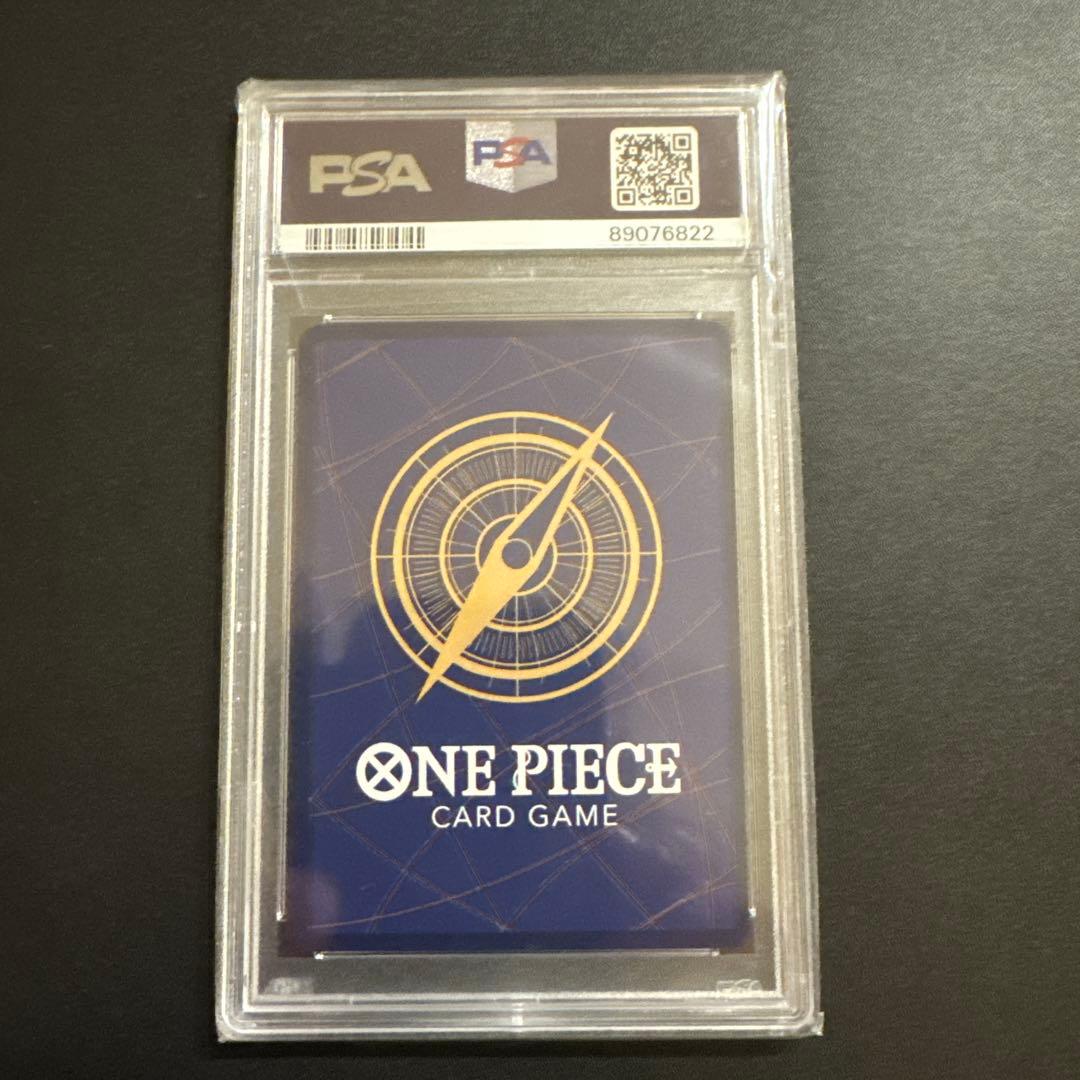 PSA
PSA
89076822
ONE PIECE
CARD GAME